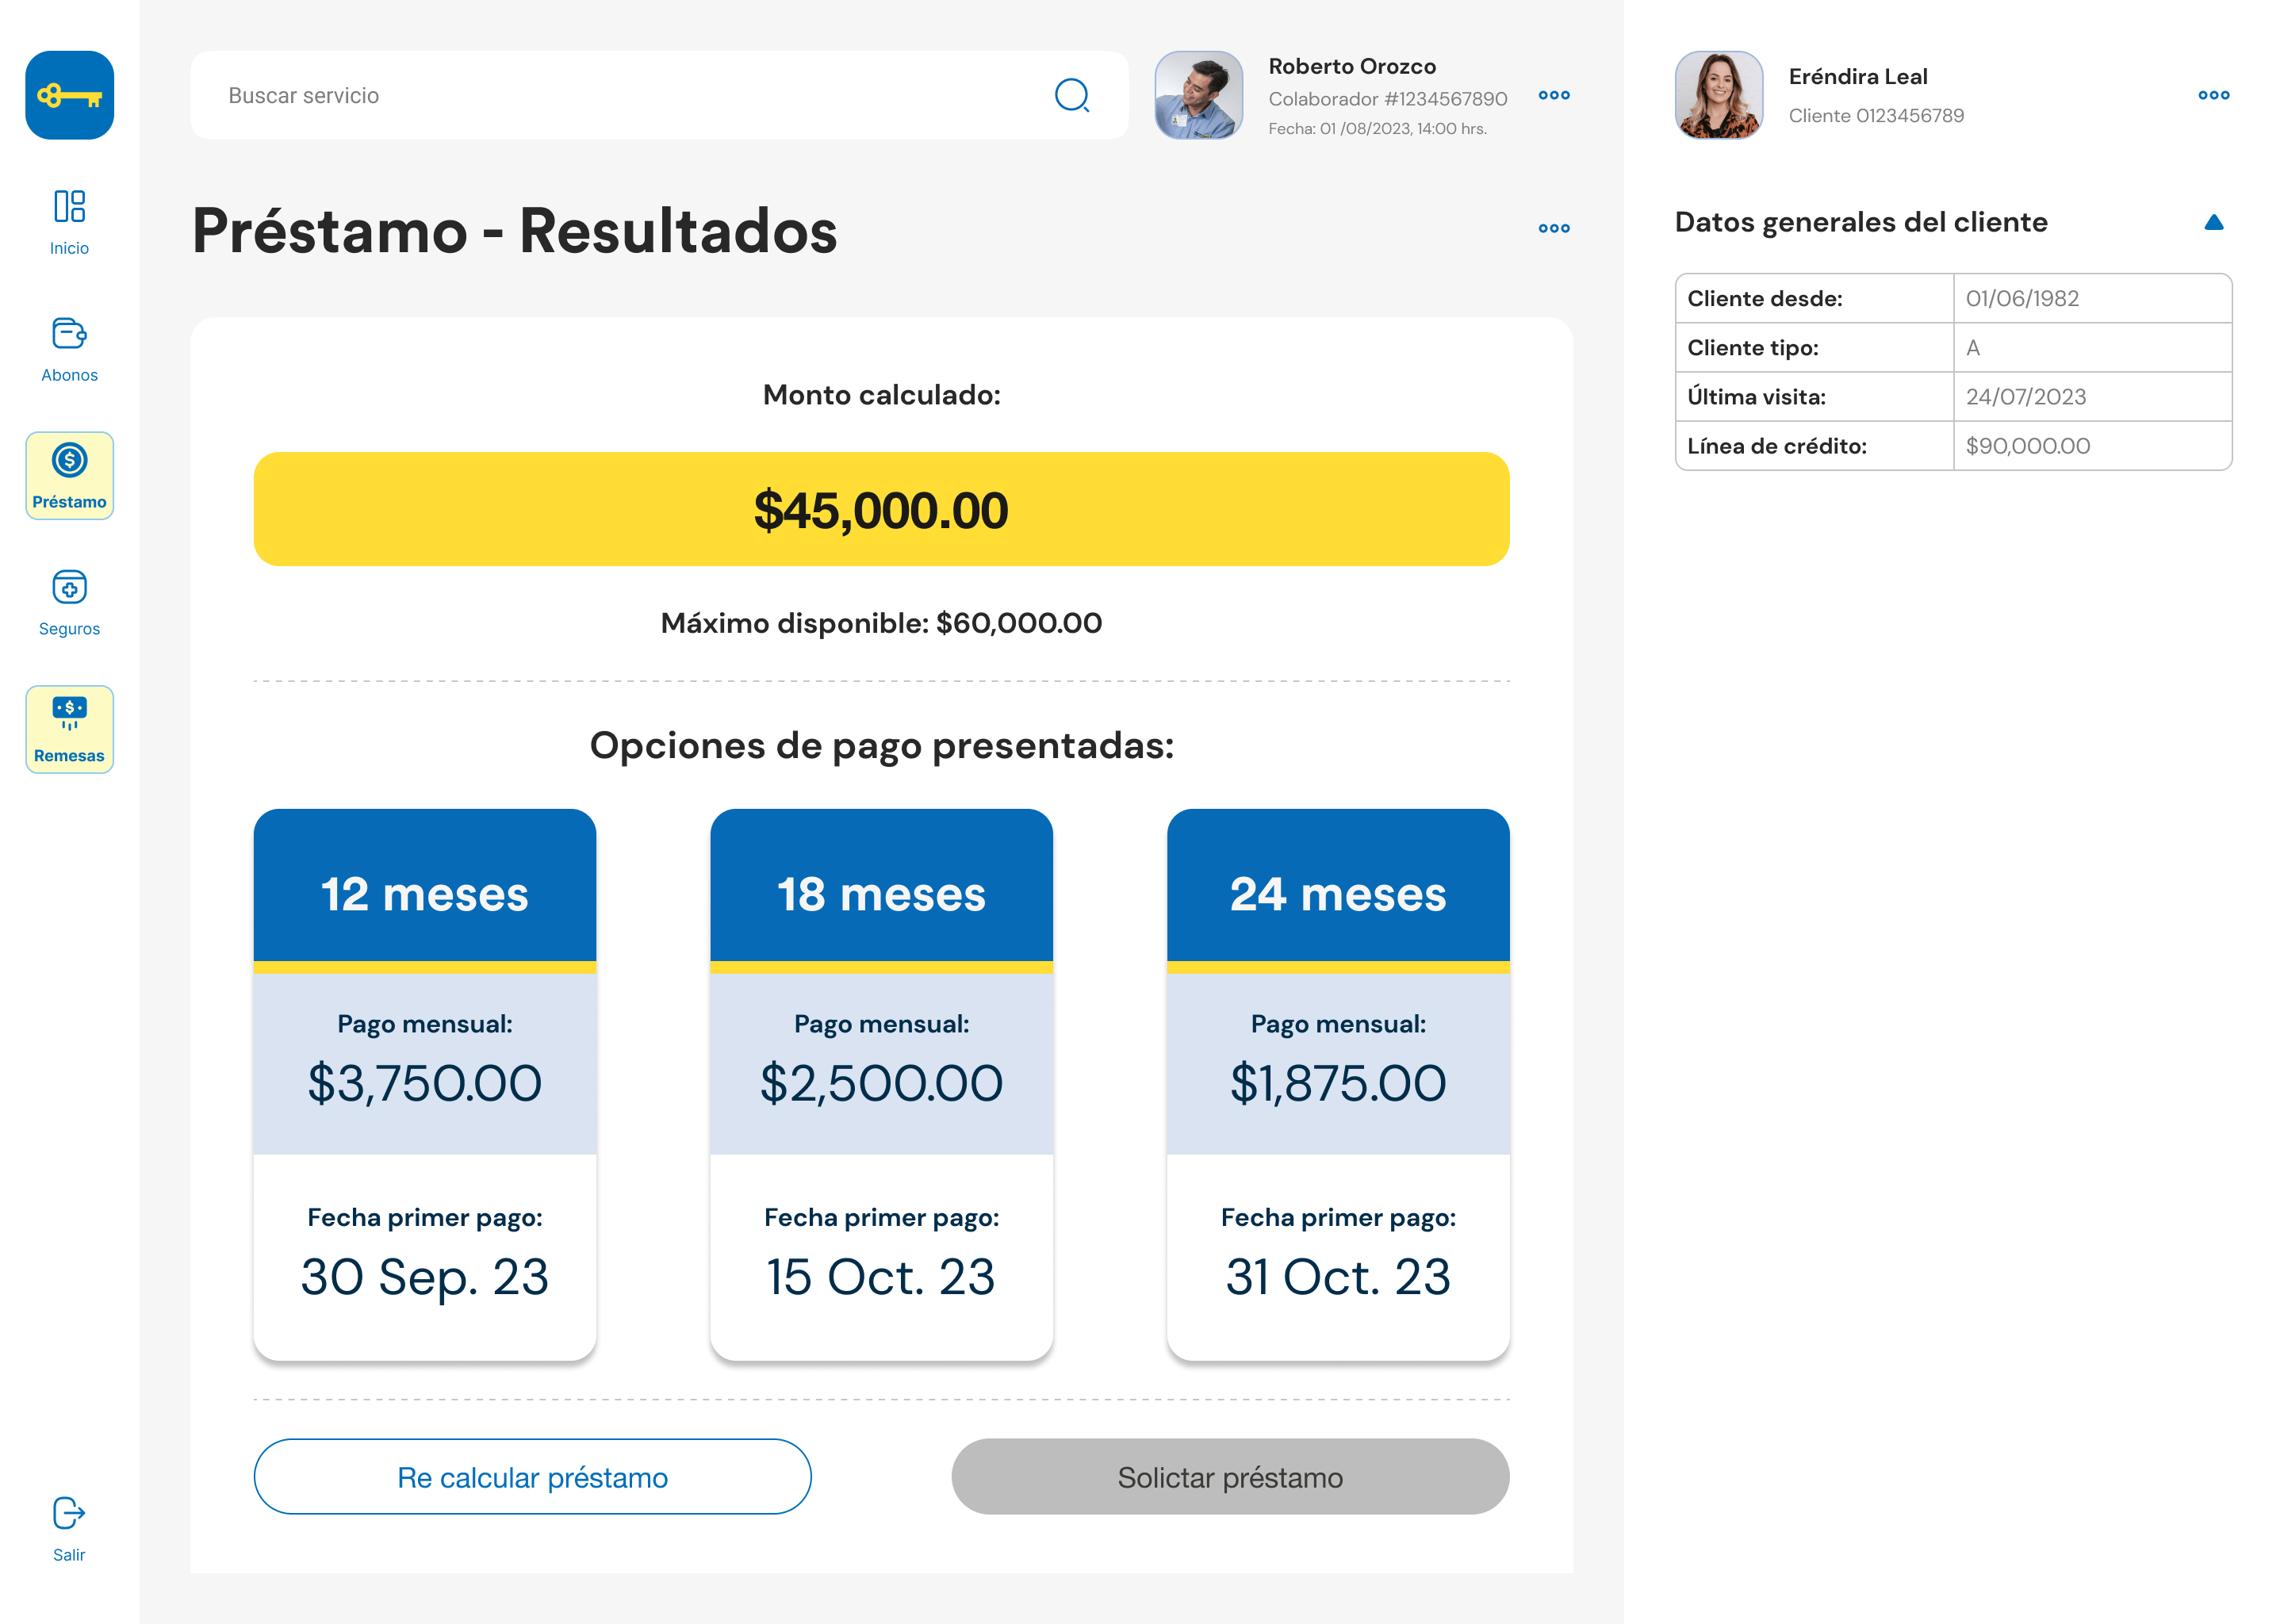 Buscar servicio
Roberto Orozco
Colaborador #1234567890
Fecha: 01 /08/2023, 14:00 hrs.
Eréndira Leal
Cliente 0123456789
Inicio
Abonos
Préstamo
Seguros
Remesas
Salir
Préstamo - Resultados
Monto calculado:
$45,000.00
Máximo disponible: $60,000.00
Opciones de pago presentadas:
12 meses
Pago mensual:
$3,750.00
Fecha primer pago:
30 Sep. 23
18 meses
Pago mensual:
$2,500.00
Fecha primer pago:
15 Oct. 23
24 meses
Pago mensual:
$1,875.00
Fecha primer pago:
31 Oct. 23
Re calcular préstamo
Solictar préstamo
Datos generales del cliente
Cliente desde: 01/06/1982
Cliente tipo: A
Última visita: 24/07/2023
Línea de crédito: $90,000.00